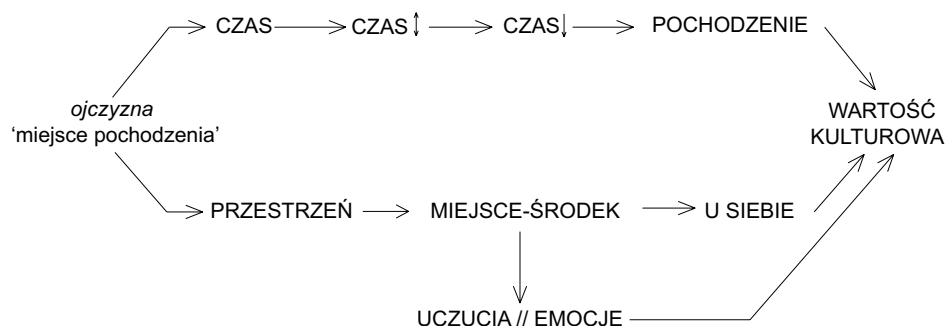 CZAS CZAS↕ CZAS↓ POCHODZENIE
ojczyzna
‘miejsce pochodzenia’
WARTOŚĆ
KULTUROWA
PRZESTRZEŃ MIEJSCE-ŚRODEK U SIEBIE
UCZUCIA // EMOCJE